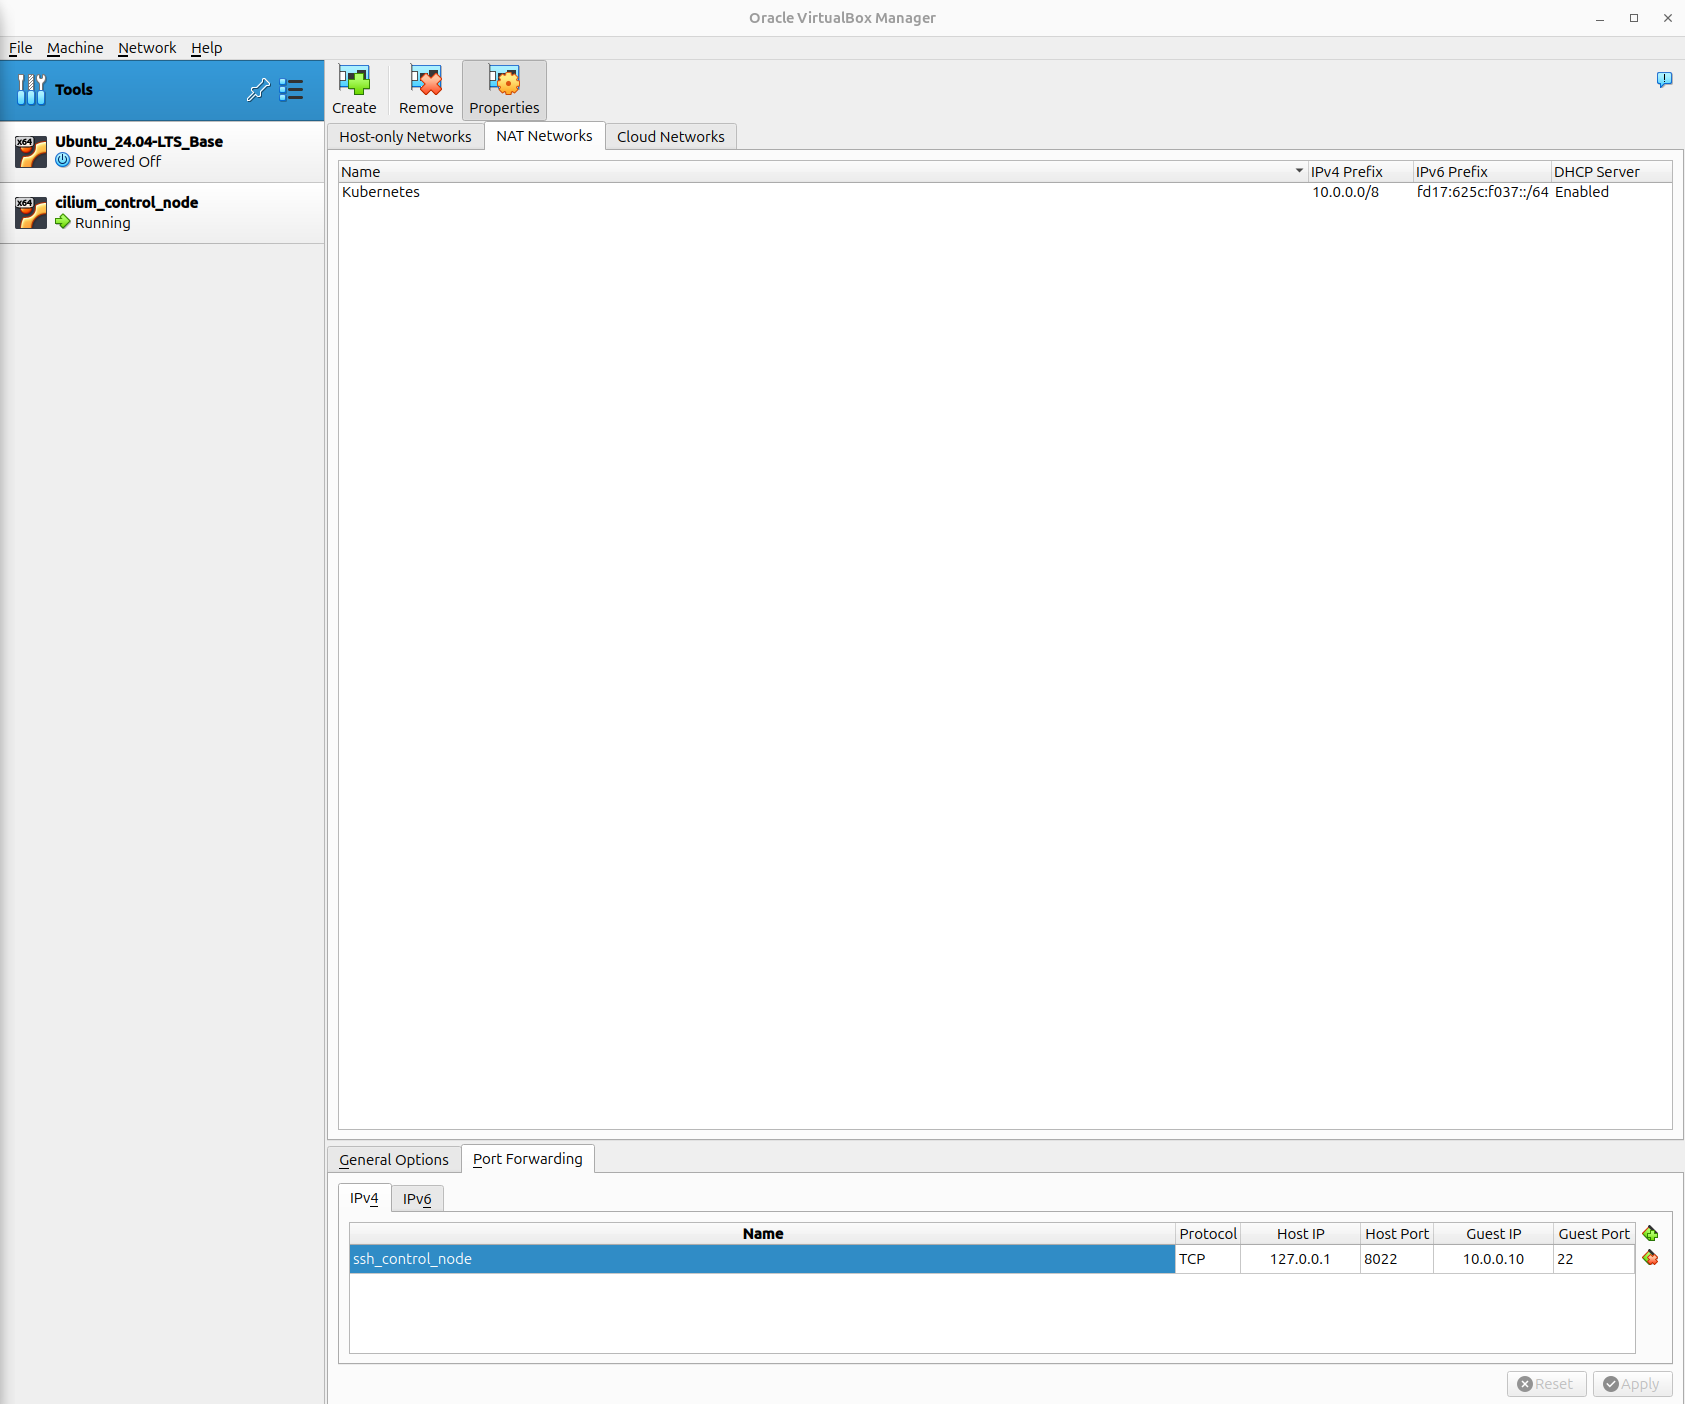 Oracle VirtualBox Manager
File Machine Network Help
Tools
x64 Ubuntu_24.04-LTS_Base
Powered Off
x64 cilium_control_node
Running
Create Remove Properties
Host-only Networks NAT Networks Cloud Networks
Name IPv4 Prefix IPv6 Prefix DHCP Server
Kubernetes 10.0.0.0/8 fd17:625c:f037::/64 Enabled
General Options Port Forwarding
IPv4 IPv6
Name Protocol Host IP Host Port Guest IP Guest Port
ssh_control_node TCP 127.0.0.1 8022 10.0.0.10 22
Reset Apply